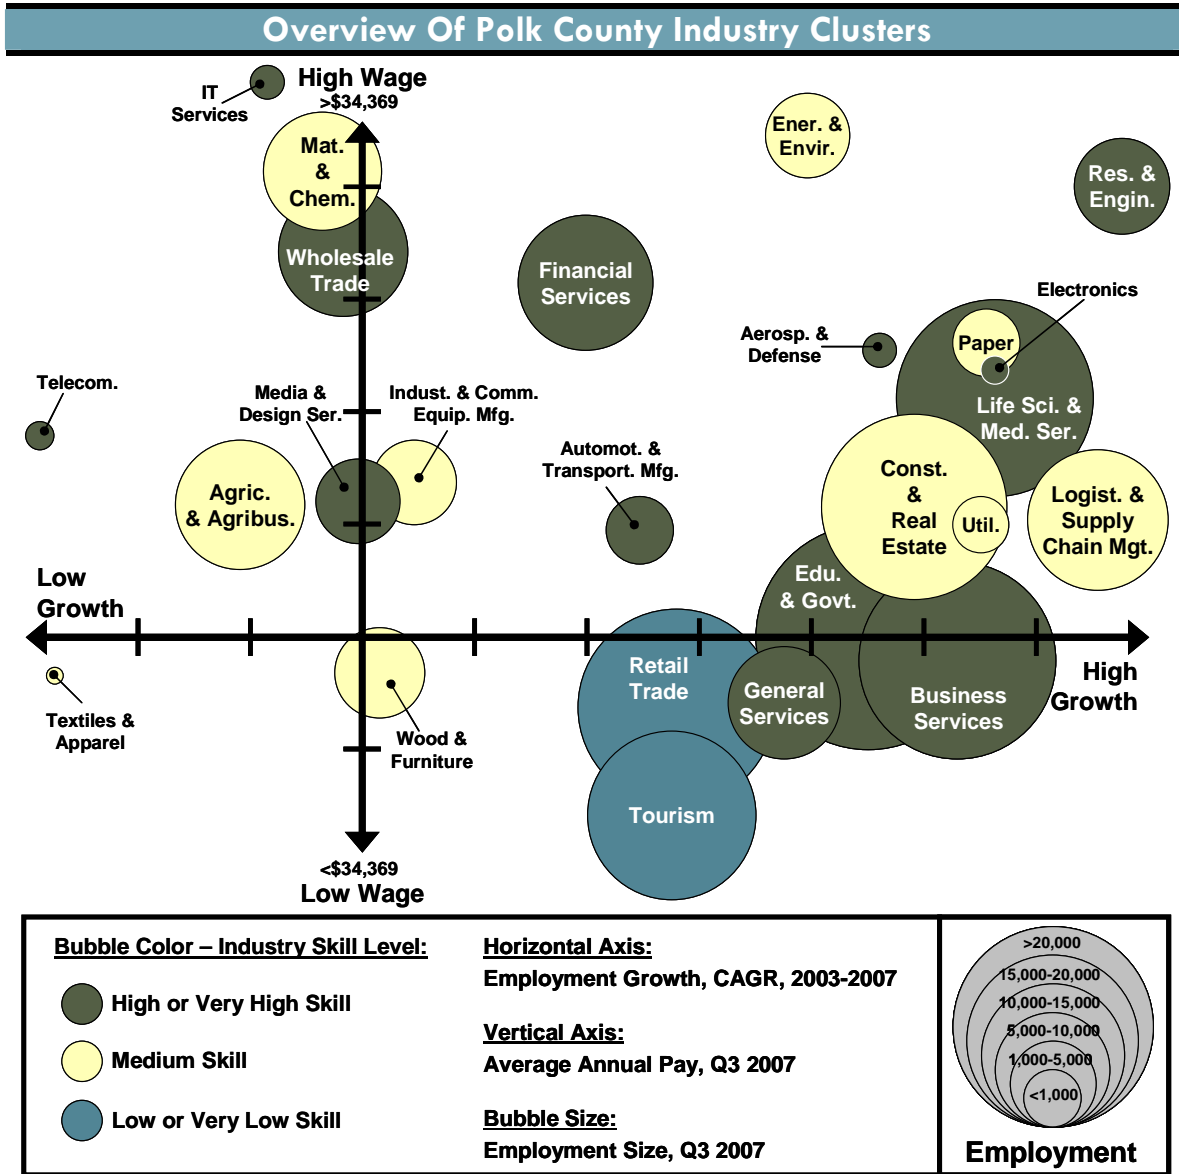 Overview Of Polk County Industry Clusters
High Wage
>$34,369
IT
Services
Mat.
&
Chem.
Wholesale
Trade
Ener. &
Envir.
Res. &
Engin.
Financial
Services
Electronics
Aerosp. &
Defense
Paper
Life Sci. &
Med. Ser.
Telecom.
Media &
Design Ser.
Indust. & Comm.
Equip. Mfg.
Automot. &
Transport. Mfg.
Agric.
& Agribus.
Const.
&
Real
Estate
Util.
Logist. &
Supply
Chain Mgt.
Low
Growth
Edu.
& Govt.
High
Growth
Retail
Trade
General
Services
Business
Services
Textiles &
Apparel
Wood &
Furniture
Tourism
<$34,369
Low Wage
Bubble Color – Industry Skill Level:
High or Very High Skill
Medium Skill
Low or Very Low Skill
Horizontal Axis:
Employment Growth, CAGR, 2003-2007
Vertical Axis:
Average Annual Pay, Q3 2007
Bubble Size:
Employment Size, Q3 2007
>20,000
15,000-20,000
10,000-15,000
5,000-10,000
1,000-5,000
<1,000
Employment